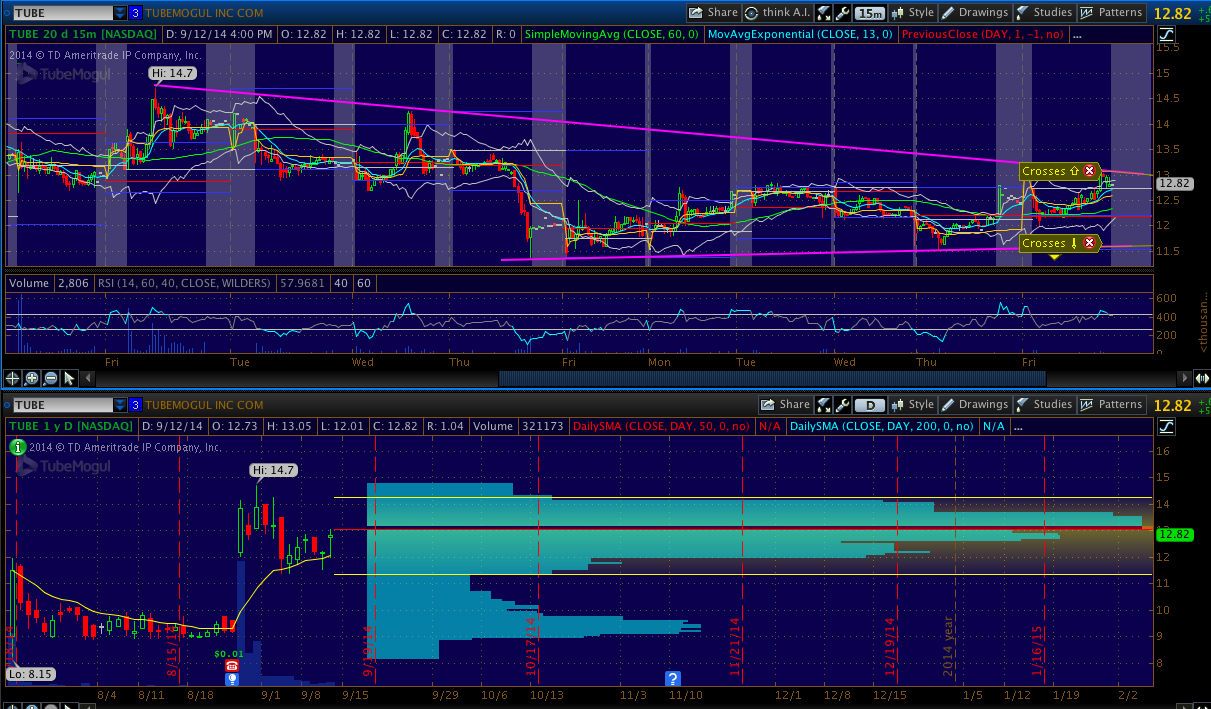 TUBE 3 TUBEMOGUL INC COM Share think A.I. 15m Style Drawings Studies Patterns 12.82
TUBE 20 d 15m [NASDAQ] D: 9/12/14 4:00 PM O: 12.82 H: 12.82 L: 12.82 C: 12.82 R: 0 SimpleMovingAvg (CLOSE, 60, 0) MovAvgExponential (CLOSE, 13, 0) PreviousClose (DAY, 1, ~1, no) ...
2014 © TD Ameritrade IP Company, Inc.
TubeMogul
Hi: 14.7
15.5
15
14.5
14
13.5
13
Crosses
12.82
12.5
12
Crosses
11.5
Volume 2,806 RSI (14, 60, 40, CLOSE, WILDERS) 57.9681 40 60
600
400
200
0
<thousan...
Fri Tue Wed Thu Fri Mon Tue Wed Thu Fri
TUBE 3 TUBEMOGUL INC COM Share D Style Drawings Studies Patterns 12.82
TUBE 1 y D [NASDAQ] D: 9/12/14 O: 12.73 H: 13.05 L: 12.01 C: 12.82 R: 1.04 Volume 321173 DailySMA (CLOSE, DAY, 50, 0, no) N/A DailySMA (CLOSE, DAY, 200, 0, no) N/A ...
i 2014 © TD Ameritrade IP Company, Inc.
TubeMogul
Hi: 14.7
16
15
14
13
12.82
12
11
10
9
8
8/15/14
10/17/14
11/21/14
12/19/14
2014 year
1/16/15
$0.01
Lo: 8.15
?
8/4 8/11 8/18 9/1 9/8 9/15 9/29 10/6 10/13 11/3 11/10 12/1 12/8 12/15 1/5 1/12 1/19 2/2